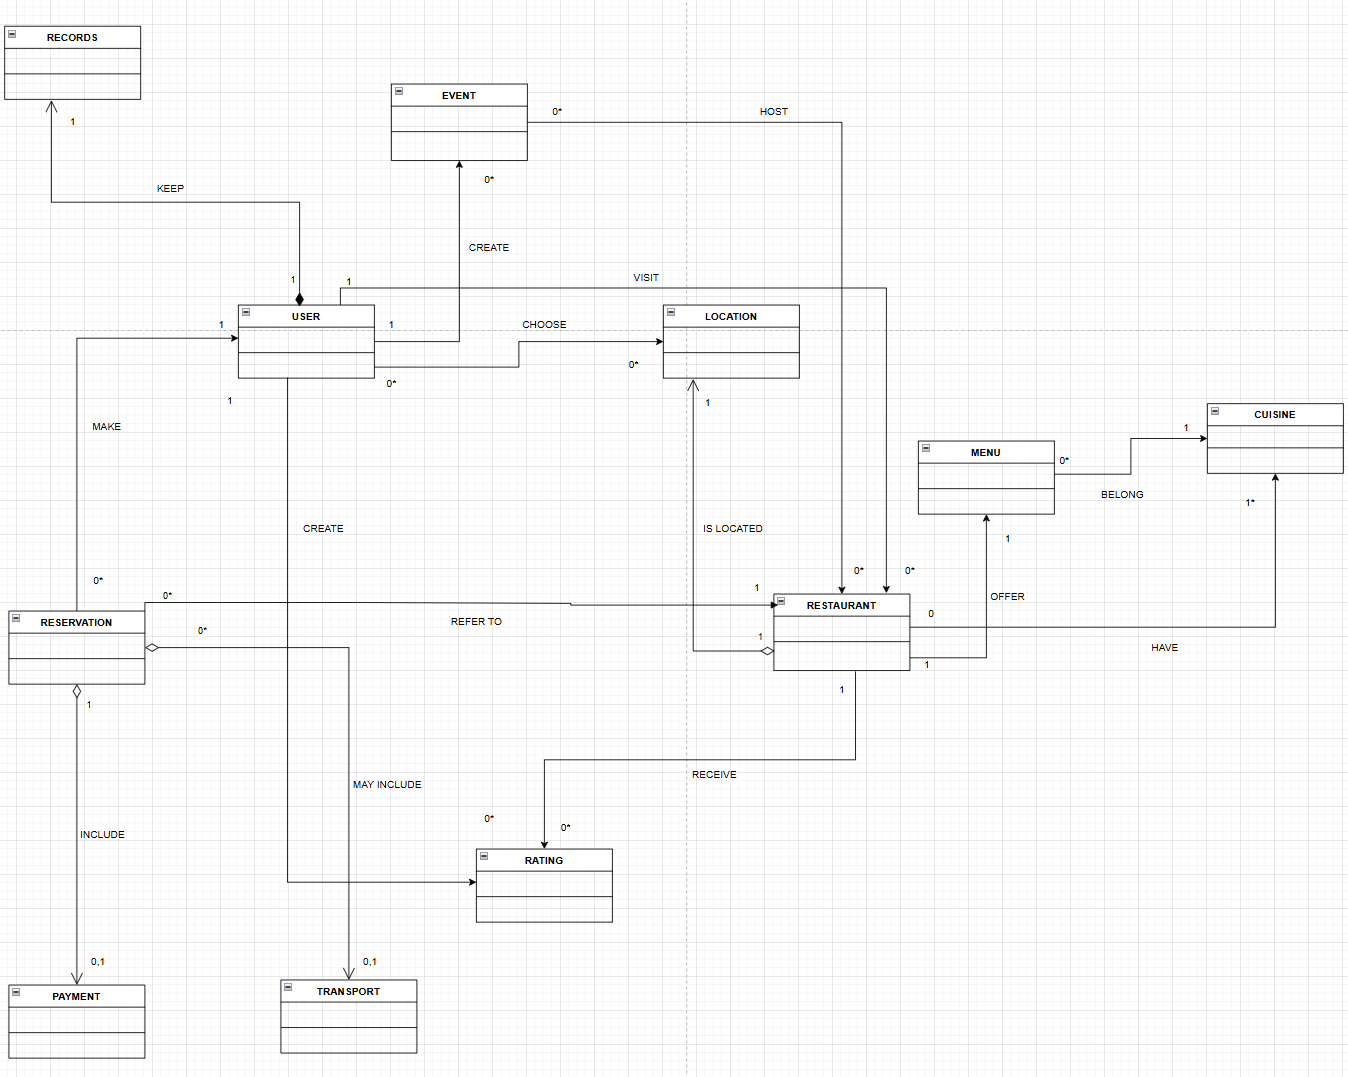 RECORDS
1
EVENT
0*
HOST
0*
KEEP
CREATE
1
1
VISIT
1
USER
1
CHOOSE
LOCATION
0*
0*
1
1
MAKE
CUISINE
1
MENU
0*
BELONG
1*
CREATE
IS LOCATED
1
0*
0*
0*
1
OFFER
0*
RESTAURANT
0
RESERVATION
REFER TO
0*
1
HAVE
1
1
1
RECEIVE
MAY INCLUDE
0*
0*
INCLUDE
RATING
0,1
0,1
PAYMENT
TRANSPORT